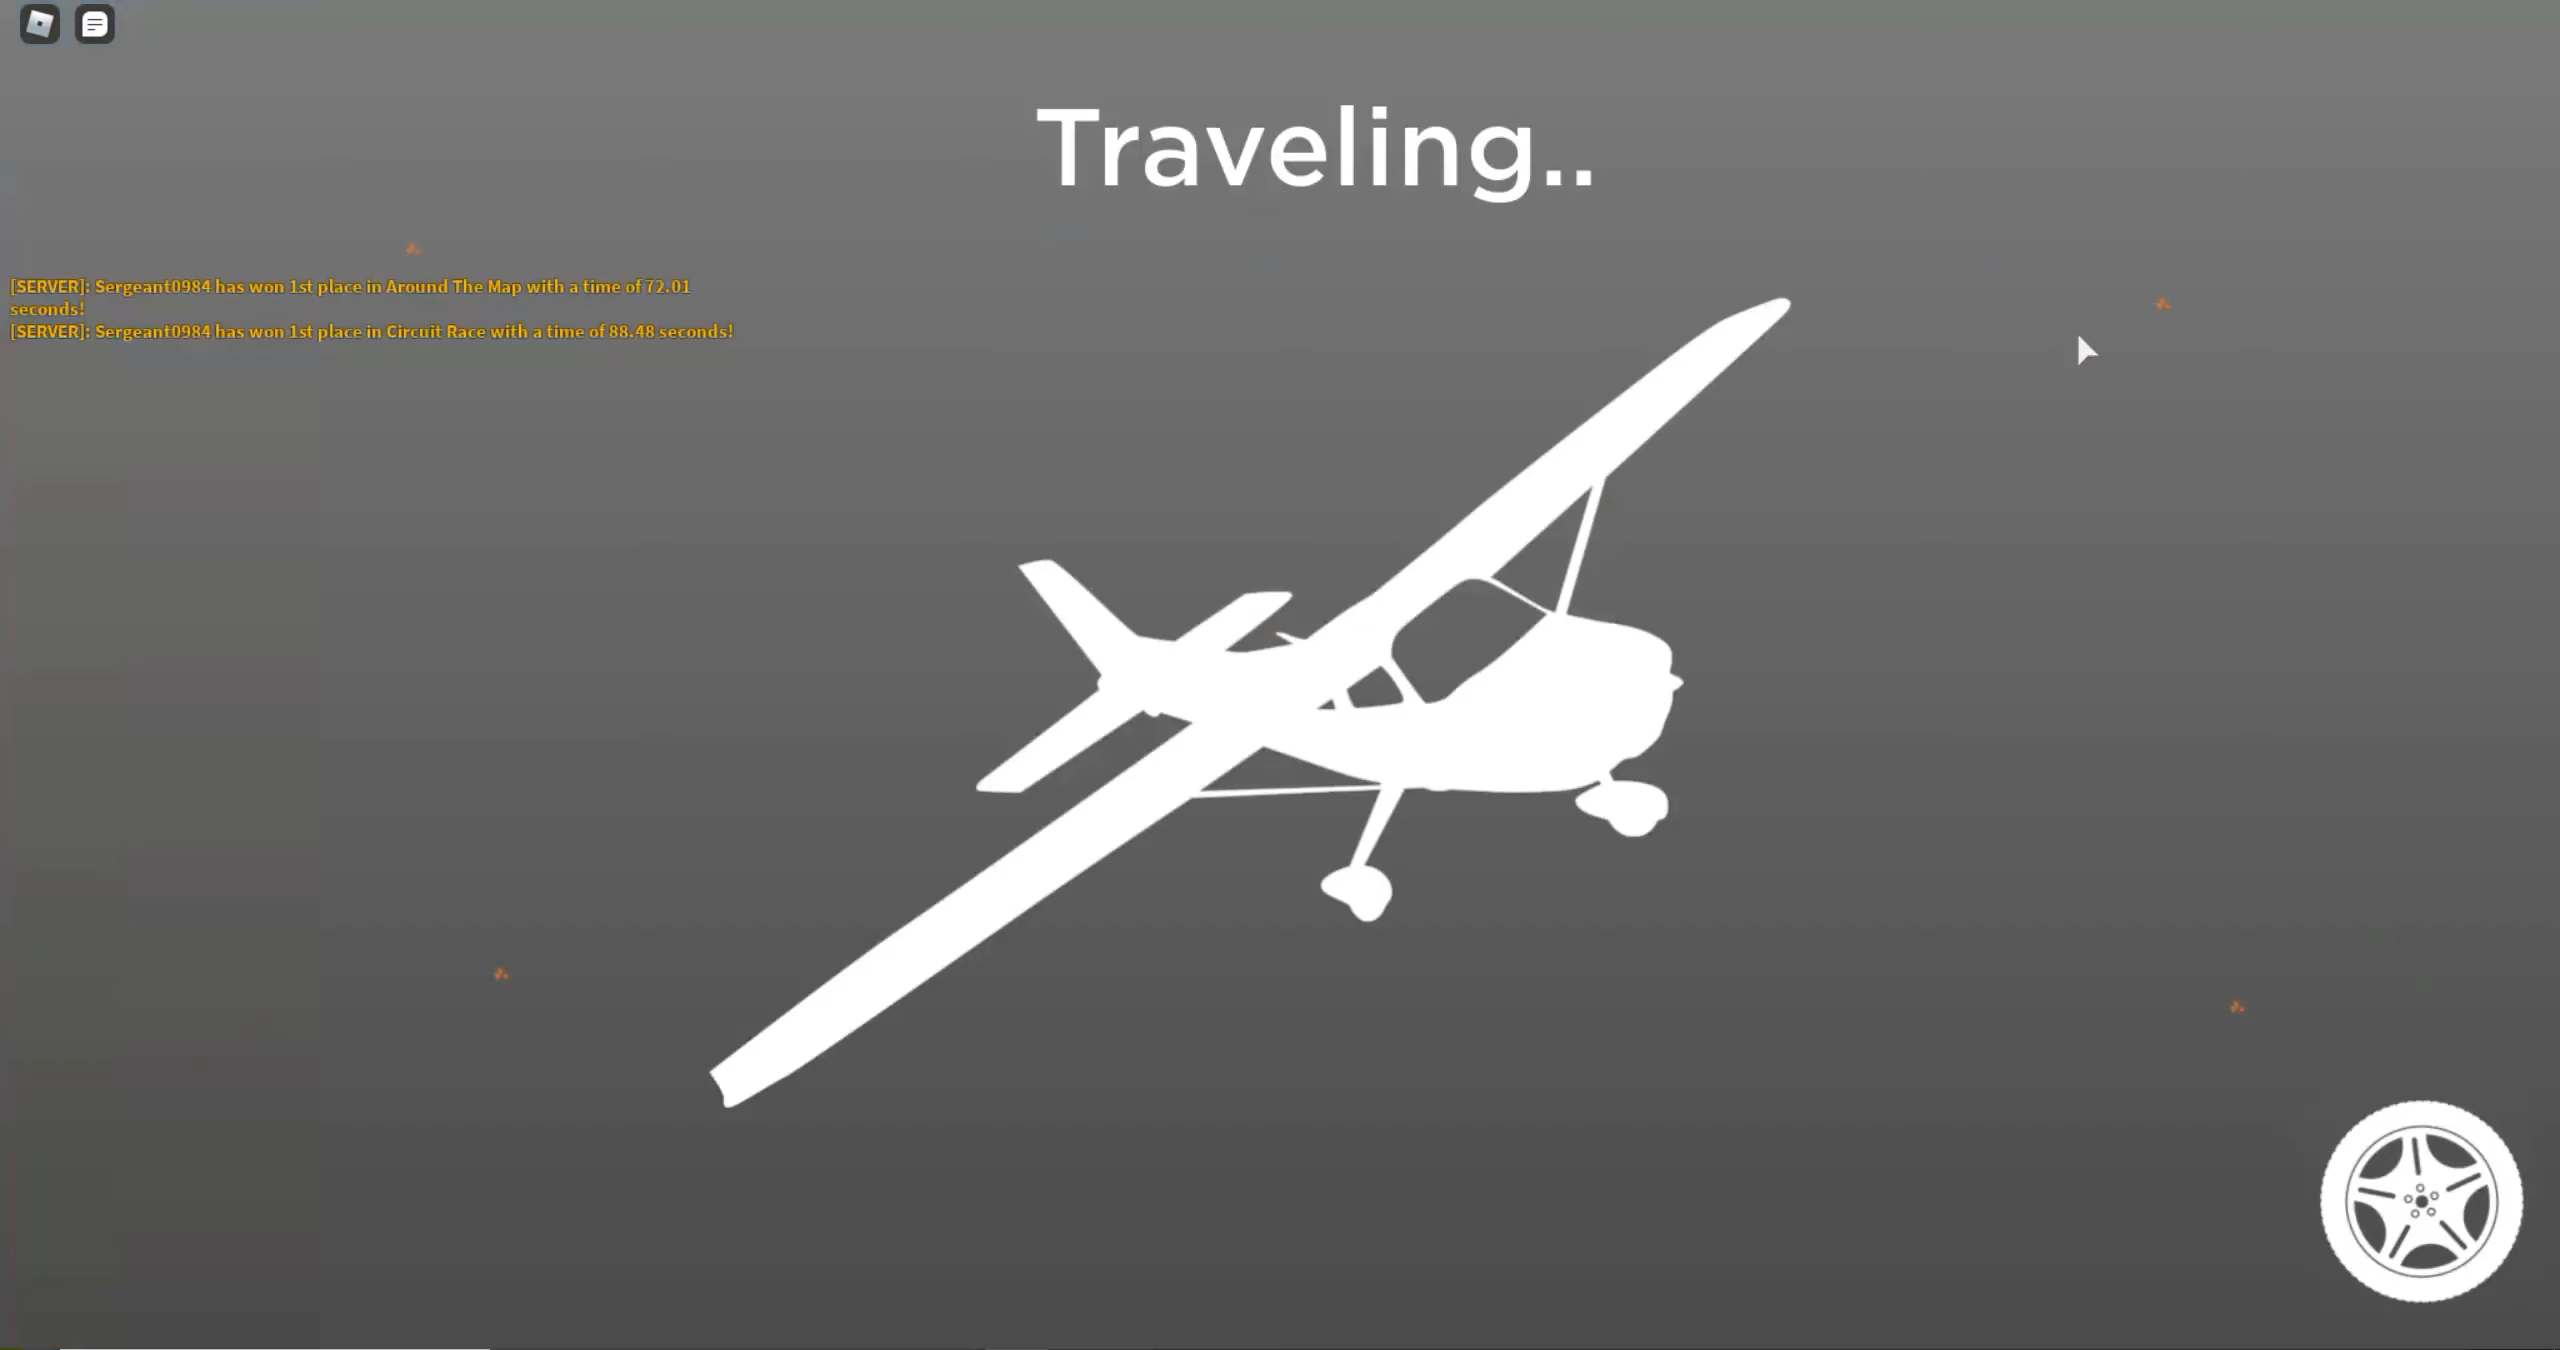 Traveling..
[SERVER]: Sergeant0984 has won 1st place in Around The Map with a time of 72.01
seconds!
[SERVER]: Sergeant0984 has won 1st place in Circuit Race with a time of 88.48 seconds!